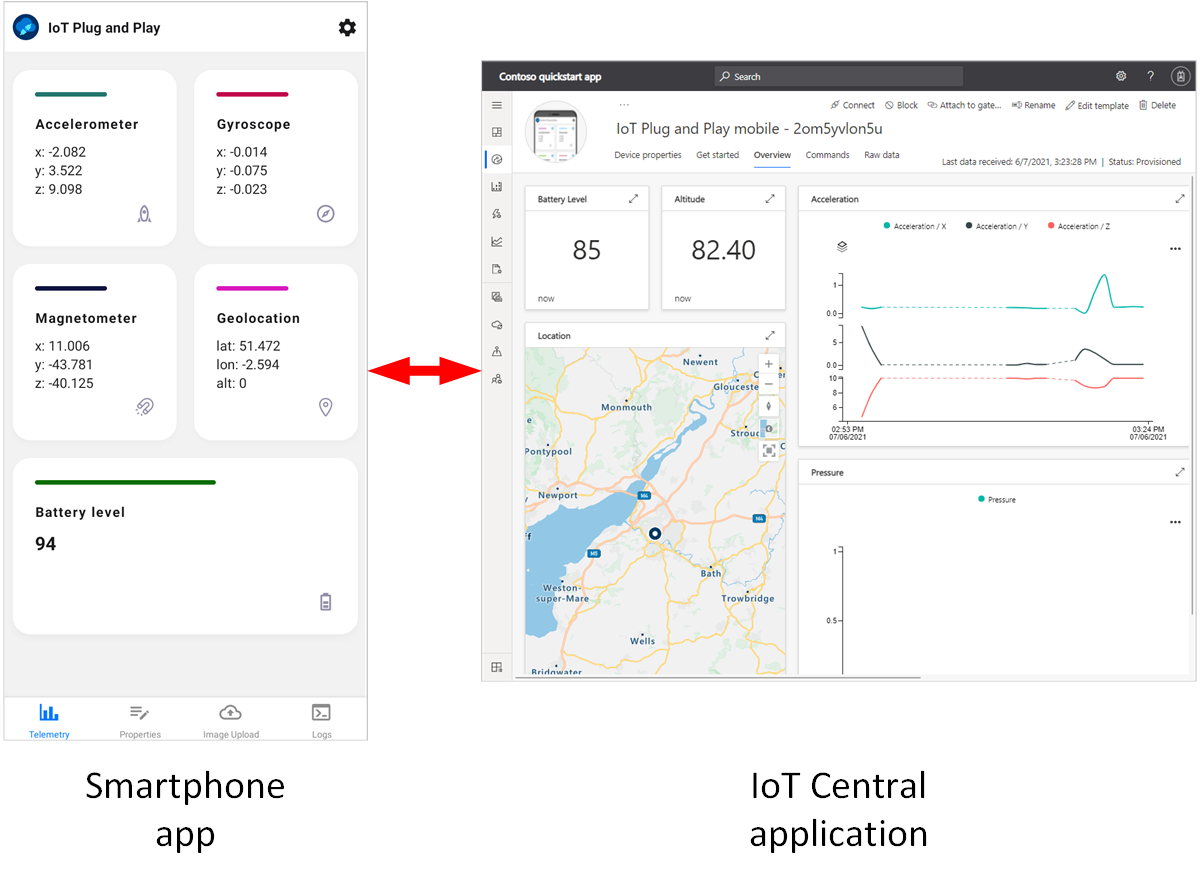 IoT Plug and Play
Accelerometer
x: -2.082
y: 3.522
z: 9.098
Gyroscope
x: -0.014
y: -0.075
z: -0.023
Magnetometer
x: 11.006
y: -43.781
z: -40.125
Geolocation
lat: 51.472
lon: -2.594
alt: 0
Battery level
94
Telemetry
Properties
Image Upload
Logs
Smartphone
app
Contoso quickstart app
Search
?
...
Connect
Block
Attach to gate...
Rename
Edit template
Delete
IoT Plug and Play mobile - 2om5yvlon5u
Device properties
Get started
Overview
Commands
Raw data
Last data received: 6/7/2021, 3:23:28 PM | Status: Provisioned
Battery Level
85
now
Altitude
82.40
now
Location
Newent
Glouceste
Monmouth
Strouc
Pontypool
Newport
M4
M4
M5
ff
Bath
Weston-
super-Mare
Trowbridge
Wells
Bridgwater
Acceleration
Acceleration / X
Acceleration / Y
Acceleration / Z
...
1
0.0
5
0.0
10
8
6
02:53 PM
07/06/2021
03:24 PM
07/06/2021
Pressure
Pressure
...
1
0.5
IoT Central
application